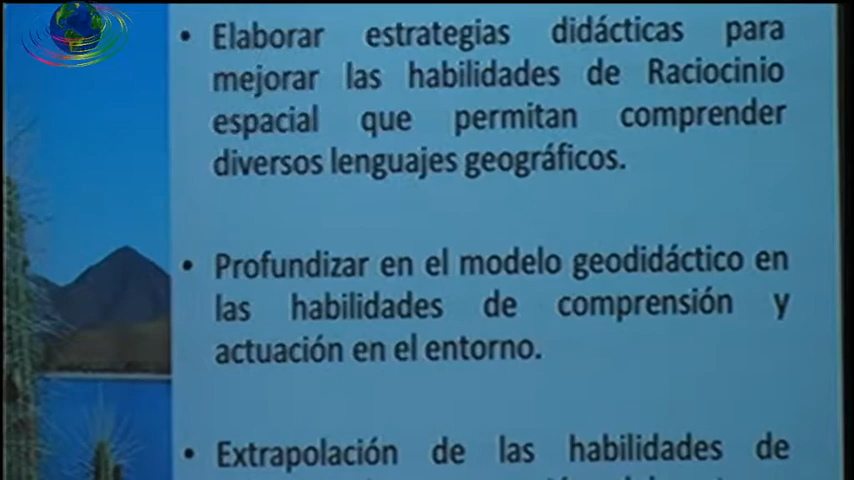 • Elaborar estrategias didácticas para
mejorar las habilidades de Raciocinio
espacial que permitan comprender
diversos lenguajes geográficos.
• Profundizar en el modelo geodidáctico en
las habilidades de comprensión y
actuación en el entorno.
• Extrapolación de las habilidades de